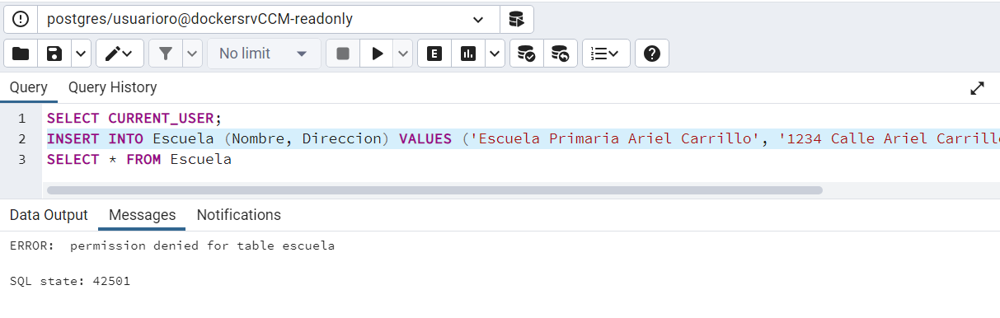 postgres/usuarioro@dockersrvCCM-readonly
No limit
E
Query Query History
1 SELECT CURRENT_USER;
2 INSERT INTO Escuela (Nombre, Direccion) VALUES ('Escuela Primaria Ariel Carrillo', '1234 Calle Ariel Carrill
3 SELECT * FROM Escuela
Data Output Messages Notifications
ERROR: permission denied for table escuela
SQL state: 42501